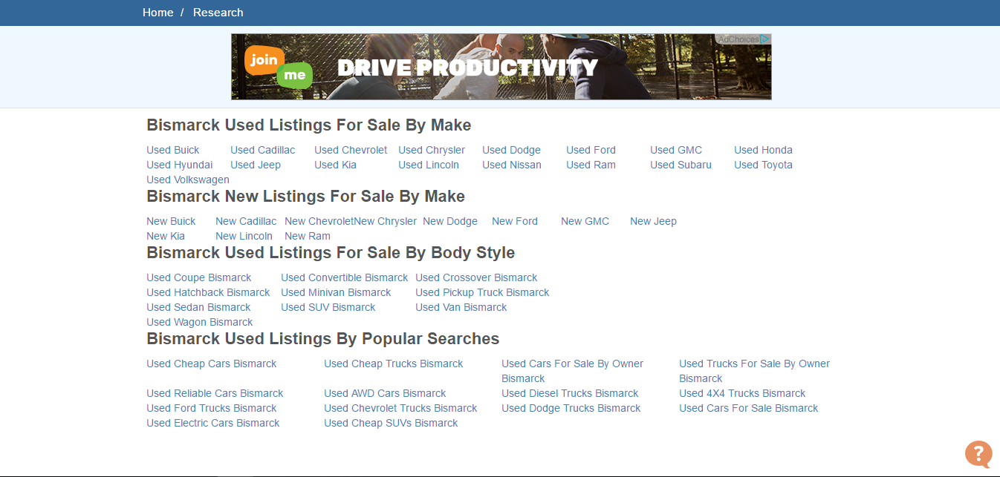 Home / Research
AdChoices
join
me
DRIVE PRODUCTIVITY
Bismarck Used Listings For Sale By Make
Used Buick Used Cadillac Used Chevrolet Used Chrysler Used Dodge Used Ford Used GMC Used Honda
Used Hyundai Used Jeep Used Kia Used Lincoln Used Nissan Used Ram Used Subaru Used Toyota
Used Volkswagen
Bismarck New Listings For Sale By Make
New Buick New Cadillac New Chevrolet New Chrysler New Dodge New Ford New GMC New Jeep
New Kia New Lincoln New Ram
Bismarck Used Listings For Sale By Body Style
Used Coupe Bismarck Used Convertible Bismarck Used Crossover Bismarck
Used Hatchback Bismarck Used Minivan Bismarck Used Pickup Truck Bismarck
Used Sedan Bismarck Used SUV Bismarck Used Van Bismarck
Used Wagon Bismarck
Bismarck Used Listings By Popular Searches
Used Cheap Cars Bismarck Used Cheap Trucks Bismarck Used Cars For Sale By Owner Used Trucks For Sale By Owner
Bismarck Bismarck
Used Reliable Cars Bismarck Used AWD Cars Bismarck Used Diesel Trucks Bismarck Used 4X4 Trucks Bismarck
Used Ford Trucks Bismarck Used Chevrolet Trucks Bismarck Used Dodge Trucks Bismarck Used Cars For Sale Bismarck
Used Electric Cars Bismarck Used Cheap SUVs Bismarck
?